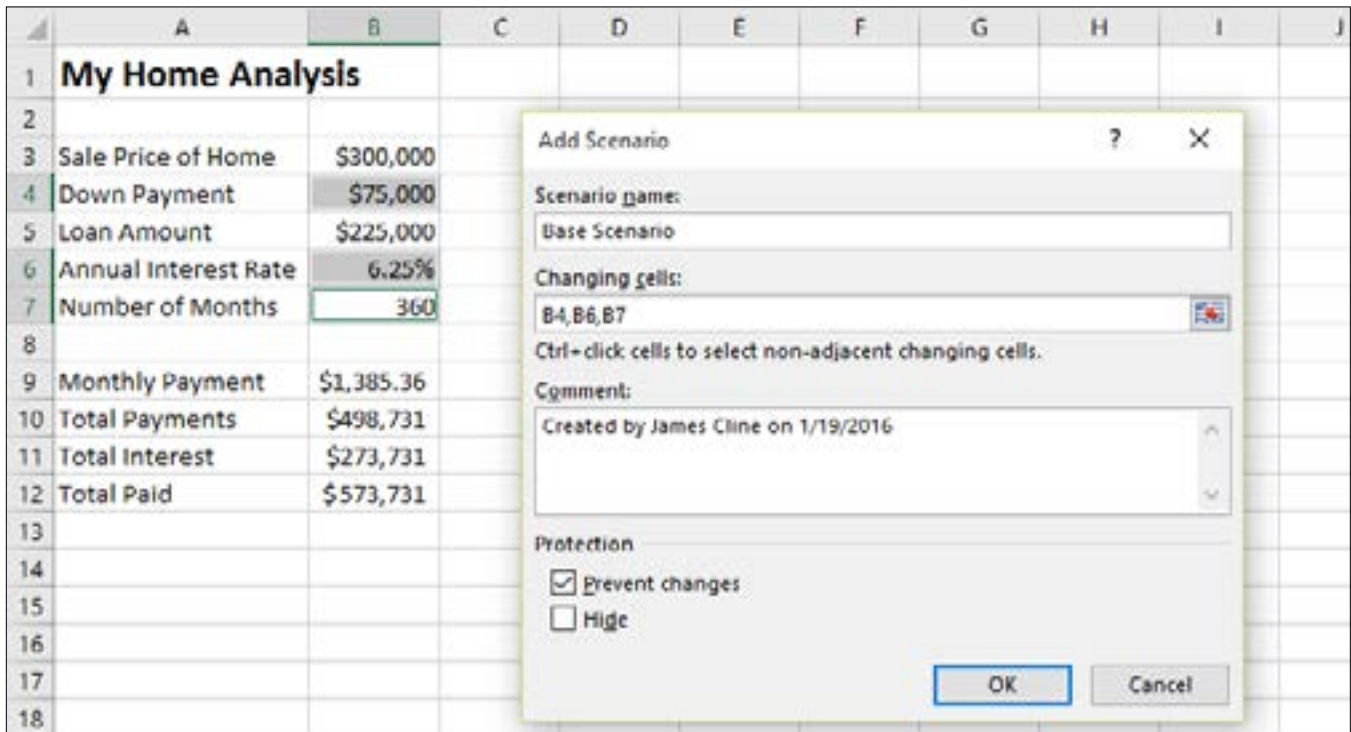 A B C D E F G H I J
1 My Home Analysis
2
3 Sale Price of Home $300,000
4 Down Payment $75,000
5 Loan Amount $225,000
6 Annual Interest Rate 6.25%
7 Number of Months 360
8
9 Monthly Payment $1,385.36
10 Total Payments $498,731
11 Total Interest $273,731
12 Total Paid $573,731
13
14
15
16
17
18
Add Scenario ? ×
Scenario name:
Base Scenario
Changing cells:
B4,B6,B7
Ctrl+click cells to select non-adjacent changing cells.
Comment:
Created by James Cline on 1/19/2016
Protection
Prevent changes
Hide
OK Cancel